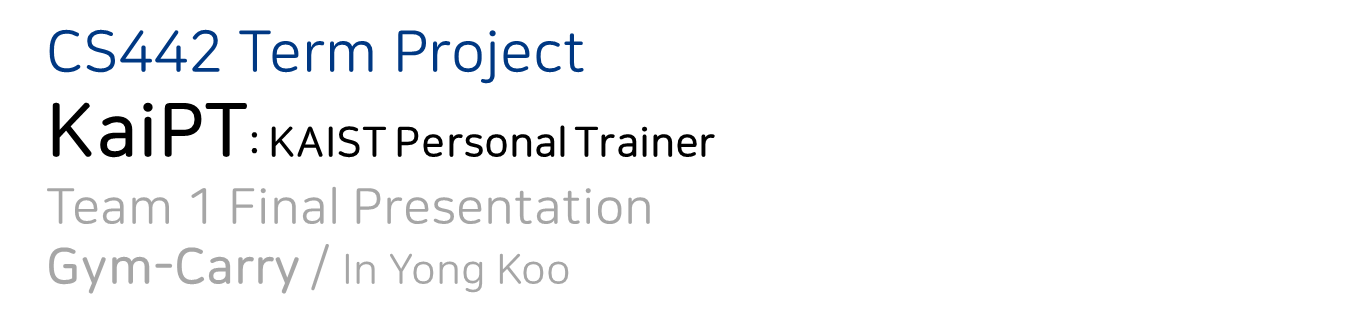 CS442 Term Project
KaiPT: KAIST Personal Trainer
Team 1 Final Presentation
Gym-Carry / In Yong Koo